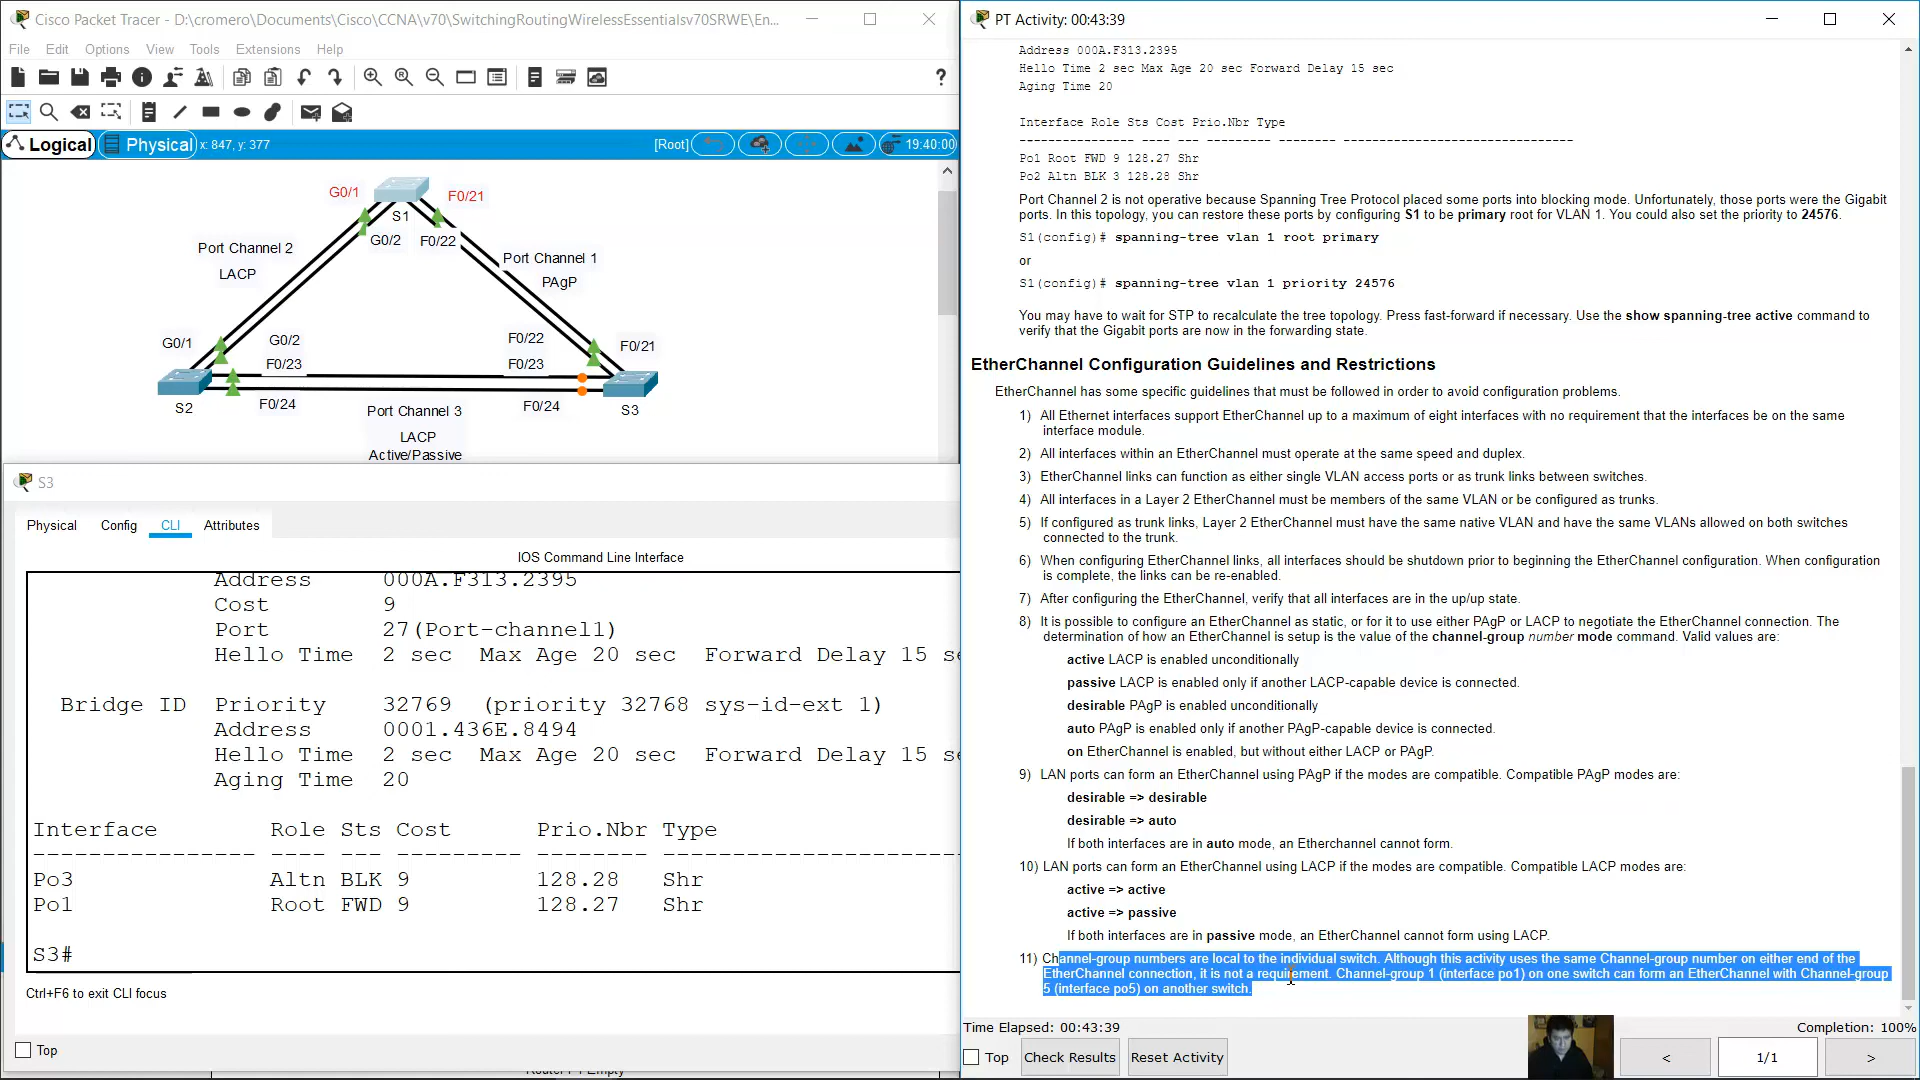 Cisco Packet Tracer - D:\cromero\Documents\Cisco\CCNA\v70\SwitchingRoutingWirelessEssentialsv70SRWE\En...
File Edit Options View Tools Extensions Help
?
Logical Physical x: 847, y: 377 [Root] 19:40:00
G0/1 F0/21
S1
G0/2 F0/22
Port Channel 2
LACP
Port Channel 1
PAgP
G0/1 G0/2 F0/22 F0/21
F0/23 F0/23
S2 F0/24 F0/24 S3
Port Channel 3
LACP
Active/Passive
S3
Physical Config CLI Attributes
IOS Command Line Interface
Address 000A.F313.2395
Cost 9
Port 27(Port-channel1)
Hello Time 2 sec Max Age 20 sec Forward Delay 15 se
Bridge ID Priority 32769 (priority 32768 sys-id-ext 1)
Address 0001.436E.8494
Hello Time 2 sec Max Age 20 sec Forward Delay 15 se
Aging Time 20
Interface Role Sts Cost Prio.Nbr Type
---------------- ---- --- --------- -------- --------------------
Po3 Altn BLK 9 128.28 Shr
Po1 Root FWD 9 128.27 Shr
S3#
Ctrl+F6 to exit CLI focus
Top
PT Activity: 00:43:39
Address 000A.F313.2395
Hello Time 2 sec Max Age 20 sec Forward Delay 15 sec
Aging Time 20
Interface Role Sts Cost Prio.Nbr Type
---------------- ---- --- --------- -------- --------------------------------
Po1 Root FWD 9 128.27 Shr
Po2 Altn BLK 3 128.28 Shr
Port Channel 2 is not operative because Spanning Tree Protocol placed some ports into blocking mode. Unfortunately, those ports were the Gigabit
ports. In this topology, you can restore these ports by configuring S1 to be primary root for VLAN 1. You could also set the priority to 24576.
S1(config)# spanning-tree vlan 1 root primary
or
S1(config)# spanning-tree vlan 1 priority 24576
You may have to wait for STP to recalculate the tree topology. Press fast-forward if necessary. Use the show spanning-tree active command to
verify that the Gigabit ports are now in the forwarding state.
EtherChannel Configuration Guidelines and Restrictions
EtherChannel has some specific guidelines that must be followed in order to avoid configuration problems.
1) All Ethernet interfaces support EtherChannel up to a maximum of eight interfaces with no requirement that the interfaces be on the same
interface module.
2) All interfaces within an EtherChannel must operate at the same speed and duplex.
3) EtherChannel links can function as either single VLAN access ports or as trunk links between switches.
4) All interfaces in a Layer 2 EtherChannel must be members of the same VLAN or be configured as trunks.
5) If configured as trunk links, Layer 2 EtherChannel must have the same native VLAN and have the same VLANs allowed on both switches
connected to the trunk.
6) When configuring EtherChannel links, all interfaces should be shutdown prior to beginning the EtherChannel configuration. When configuration
is complete, the links can be re-enabled.
7) After configuring the EtherChannel, verify that all interfaces are in the up/up state.
8) It is possible to configure an EtherChannel as static, or for it to use either PAgP or LACP to negotiate the EtherChannel connection. The
determination of how an EtherChannel is setup is the value of the channel-group number mode command. Valid values are:
active LACP is enabled unconditionally
passive LACP is enabled only if another LACP-capable device is connected.
desirable PAgP is enabled unconditionally
auto PAgP is enabled only if another PAgP-capable device is connected.
on EtherChannel is enabled, but without either LACP or PAgP.
9) LAN ports can form an EtherChannel using PAgP if the modes are compatible. Compatible PAgP modes are:
desirable => desirable
desirable => auto
If both interfaces are in auto mode, an Etherchannel cannot form.
10) LAN ports can form an EtherChannel using LACP if the modes are compatible. Compatible LACP modes are:
active => active
active => passive
If both interfaces are in passive mode, an EtherChannel cannot form using LACP.
11) Channel-group numbers are local to the individual switch. Although this activity uses the same Channel-group number on either end of the
EtherChannel connection, it is not a requirement. Channel-group 1 (interface po1) on one switch can form an EtherChannel with Channel-group
5 (interface po5) on another switch.
Time Elapsed: 00:43:39 Completion: 100%
Top Check Results Reset Activity < 1/1 >